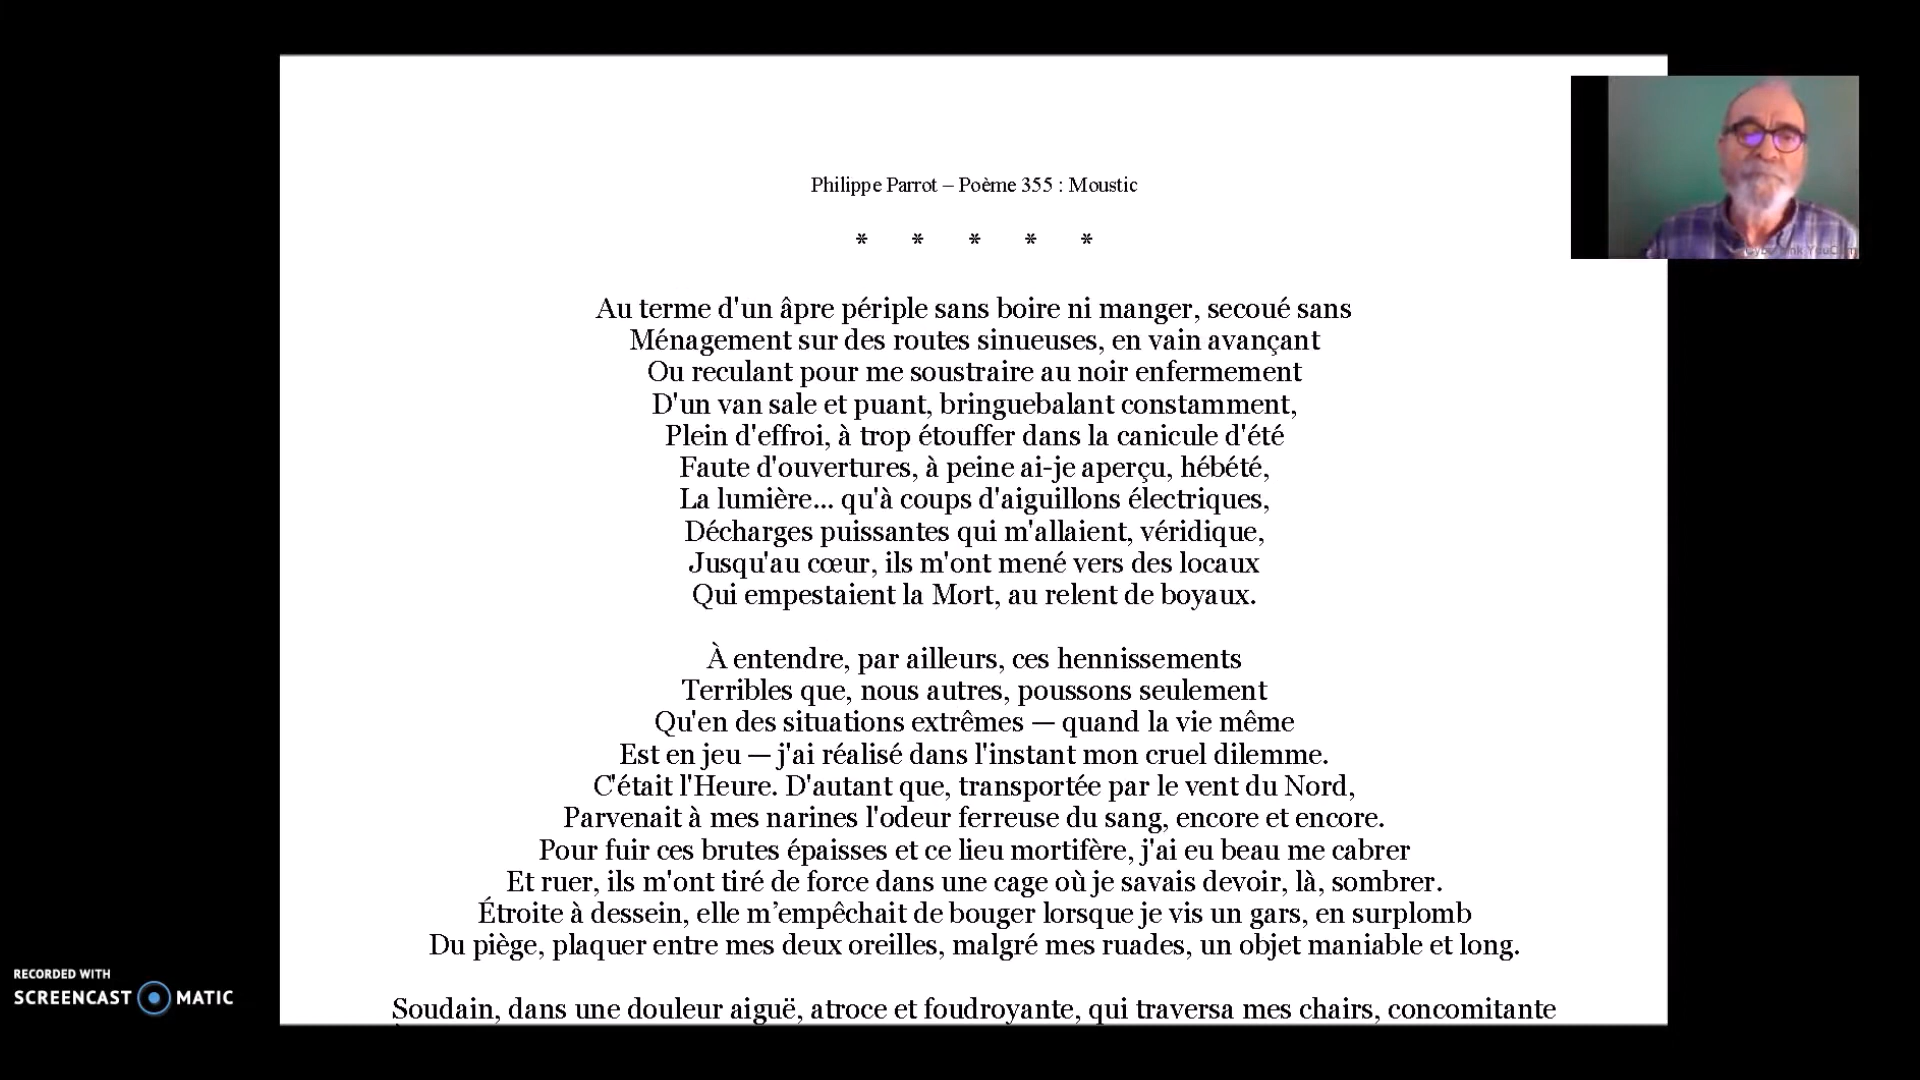 Philippe Parrot – Poème 355 : Moustic
* * * * *
Au terme d'un âpre périple sans boire ni manger, secoué sans
Ménagement sur des routes sinueuses, en vain avançant
Ou reculant pour me soustraire au noir enfermement
D'un van sale et puant, bringuebalant constamment,
Plein d'effroi, à trop étouffer dans la canicule d'été
Faute d'ouvertures, à peine ai-je aperçu, hébété,
La lumière... qu'à coups d'aiguillons électriques,
Décharges puissantes qui m'allaient, véridique,
Jusqu'au cœur, ils m'ont mené vers des locaux
Qui empestaient la Mort, au relent de boyaux.
À entendre, par ailleurs, ces hennissements
Terribles que, nous autres, poussons seulement
Qu'en des situations extrêmes — quand la vie même
Est en jeu — j'ai réalisé dans l'instant mon cruel dilemme.
C'était l'Heure. D'autant que, transportée par le vent du Nord,
Parvenait à mes narines l'odeur ferreuse du sang, encore et encore.
Pour fuir ces brutes épaisses et ce lieu mortifère, j'ai eu beau me cabrer
Et ruer, ils m'ont tiré de force dans une cage où je savais devoir, là, sombrer.
Étroite à dessein, elle m’empêchait de bouger lorsque je vis un gars, en surplomb
Du piège, plaquer entre mes deux oreilles, malgré mes ruades, un objet maniable et long.
Soudain, dans une douleur aiguë, atroce et foudroyante, qui traversa mes chairs, concomitante
RECORDED WITH
SCREENCAST MATIC